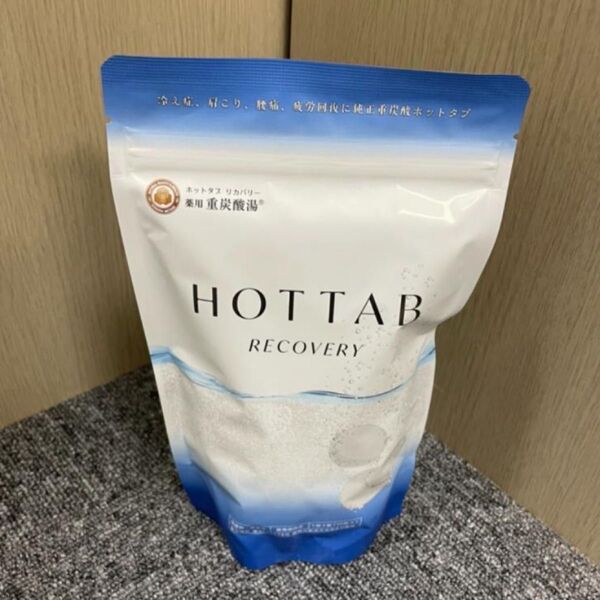 冷え症、肩こり、腰痛、疲労回復に純正重炭酸ホットタブ
ホットタブ リカバリー
薬用 重炭酸湯®
HOTTAB
RECOVERY